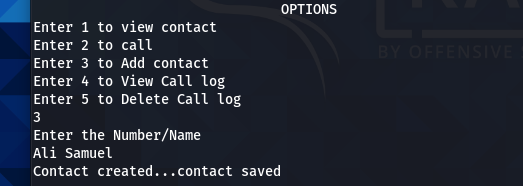 OPTIONS
Enter 1 to view contact
Enter 2 to call
Enter 3 to Add contact
Enter 4 to View Call log
Enter 5 to Delete Call log
3
Enter the Number/Name
Ali Samuel
Contact created...contact saved
BY OFFENSIVE